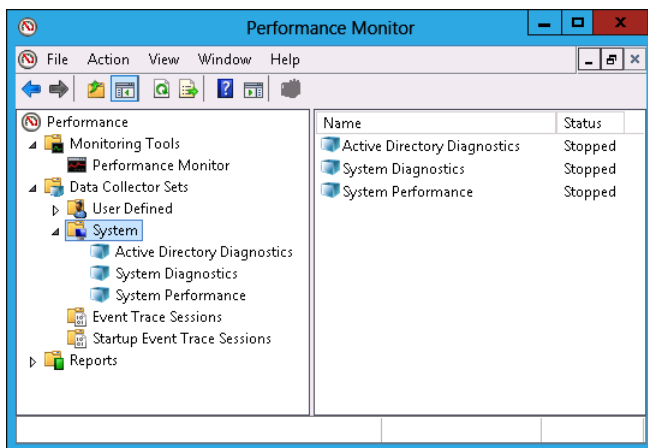 Performance Monitor
File Action View Window Help
Performance
Monitoring Tools
Performance Monitor
Data Collector Sets
User Defined
System
Active Directory Diagnostics
System Diagnostics
System Performance
Event Trace Sessions
Startup Event Trace Sessions
Reports
Name Status
Active Directory Diagnostics Stopped
System Diagnostics Stopped
System Performance Stopped